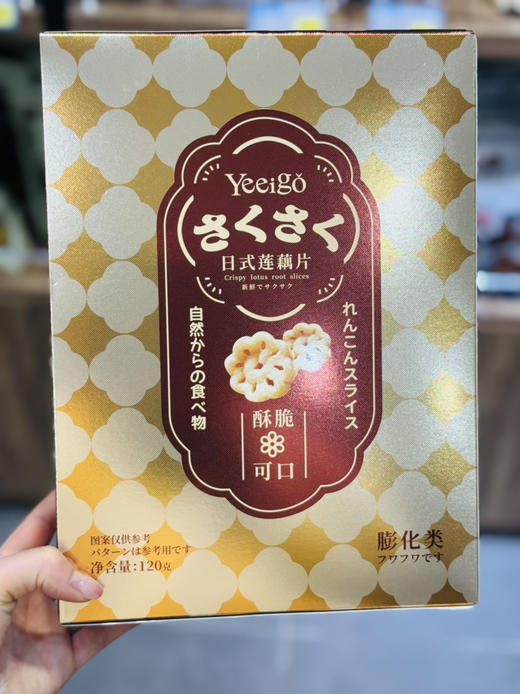 Yeeigǒ
さくさく
日式莲藕片
Crispy lotus root slices
新鮮でサクサク
自然からの食べ物
れんこんスライス
酥脆
可口
图案仅供参考
パターンは参考用です
净含量:120克
膨化类
フワフワです